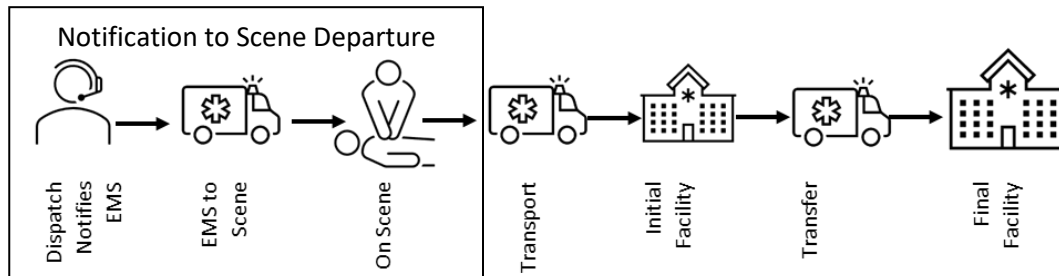 Notification to Scene Departure
Dispatch
Notifies
EMS
EMS to
Scene
On Scene
Transport
Initial
Facility
Transfer
Final
Facility